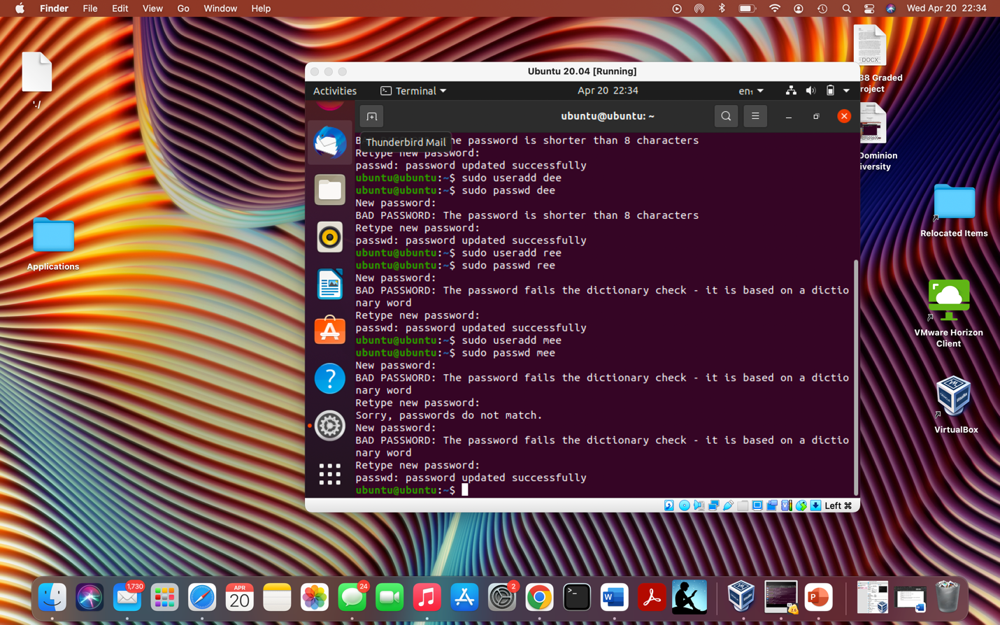 Finder File Edit View Go Window Help
Wed Apr 20 22:34
DOCX
38 Graded
roject
'./
DOCX
Dominion
iversity
Relocated Items
Applications
VMware Horizon
Client
VirtualBox
Ubuntu 20.04 [Running]
Activities Terminal Apr 20 22:34 en₁
ubuntu@ubuntu: ~
Thunderbird Mail
B he password is shorter than 8 characters
Retype new password:
passwd: password updated successfully
ubuntu@ubuntu:~$ sudo useradd dee
ubuntu@ubuntu:~$ sudo passwd dee
New password:
BAD PASSWORD: The password is shorter than 8 characters
Retype new password:
passwd: password updated successfully
ubuntu@ubuntu:~$ sudo useradd ree
ubuntu@ubuntu:~$ sudo passwd ree
New password:
BAD PASSWORD: The password fails the dictionary check - it is based on a dictio
nary word
Retype new password:
passwd: password updated successfully
ubuntu@ubuntu:~$ sudo useradd mee
ubuntu@ubuntu:~$ sudo passwd mee
New password:
BAD PASSWORD: The password fails the dictionary check - it is based on a dictio
nary word
Retype new password:
Sorry, passwords do not match.
New password:
BAD PASSWORD: The password fails the dictionary check - it is based on a dictio
nary word
Retype new password:
passwd: password updated successfully
ubuntu@ubuntu:~$
Left ⌘
1,730
APR
20
24
2